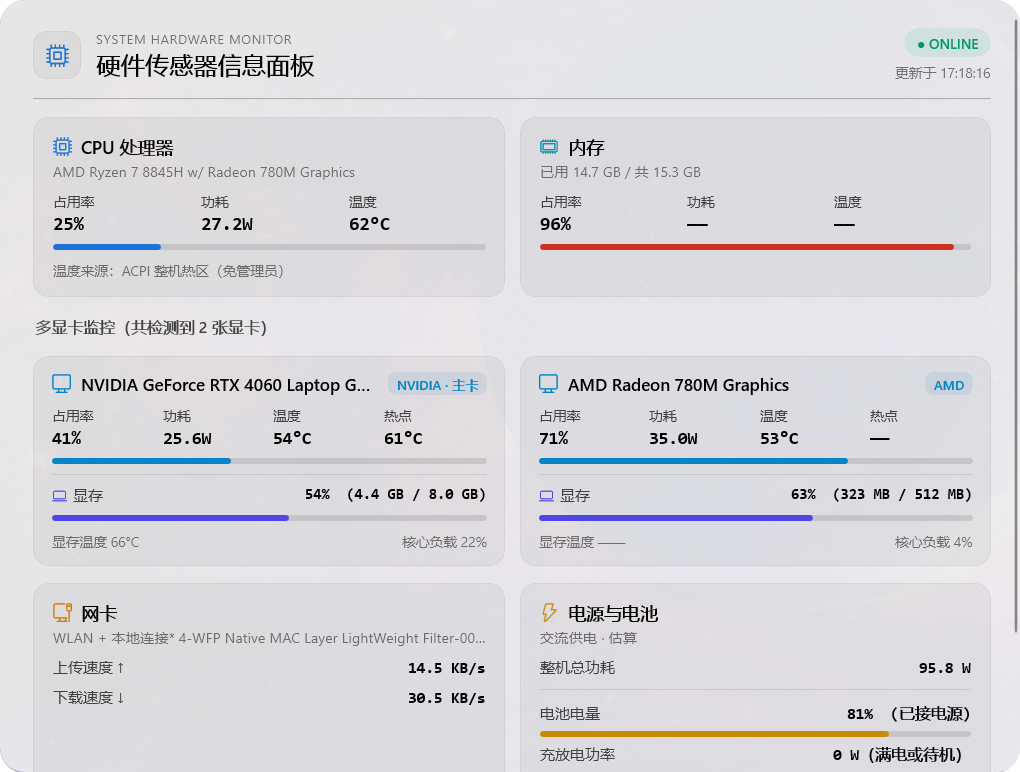 SYSTEM HARDWARE MONITOR
硬件传感器信息面板
● ONLINE
更新于 17:18:16
CPU 处理器
AMD Ryzen 7 8845H w/ Radeon 780M Graphics
占用率 功耗 温度
25% 27.2W 62°C
温度来源：ACPI 整机热区（免管理员）
内存
已用 14.7 GB / 共 15.3 GB
占用率 功耗 温度
96% —— ——
多显卡监控（共检测到 2 张显卡）
NVIDIA GeForce RTX 4060 Laptop G...
NVIDIA · 主卡
占用率 功耗 温度 热点
41% 25.6W 54°C 61°C
显存 54% (4.4 GB / 8.0 GB)
显存温度 66°C 核心负载 22%
AMD Radeon 780M Graphics
AMD
占用率 功耗 温度 热点
71% 35.0W 53°C ——
显存 63% (323 MB / 512 MB)
显存温度 —— 核心负载 4%
网卡
WLAN + 本地连接* 4-WFP Native MAC Layer LightWeight Filter-00...
上传速度 ↑ 14.5 KB/s
下载速度 ↓ 30.5 KB/s
电源与电池
交流供电 · 估算
整机总功耗 95.8 W
电池电量 81% （已接电源）
充放电功率 0 W（满电或待机）